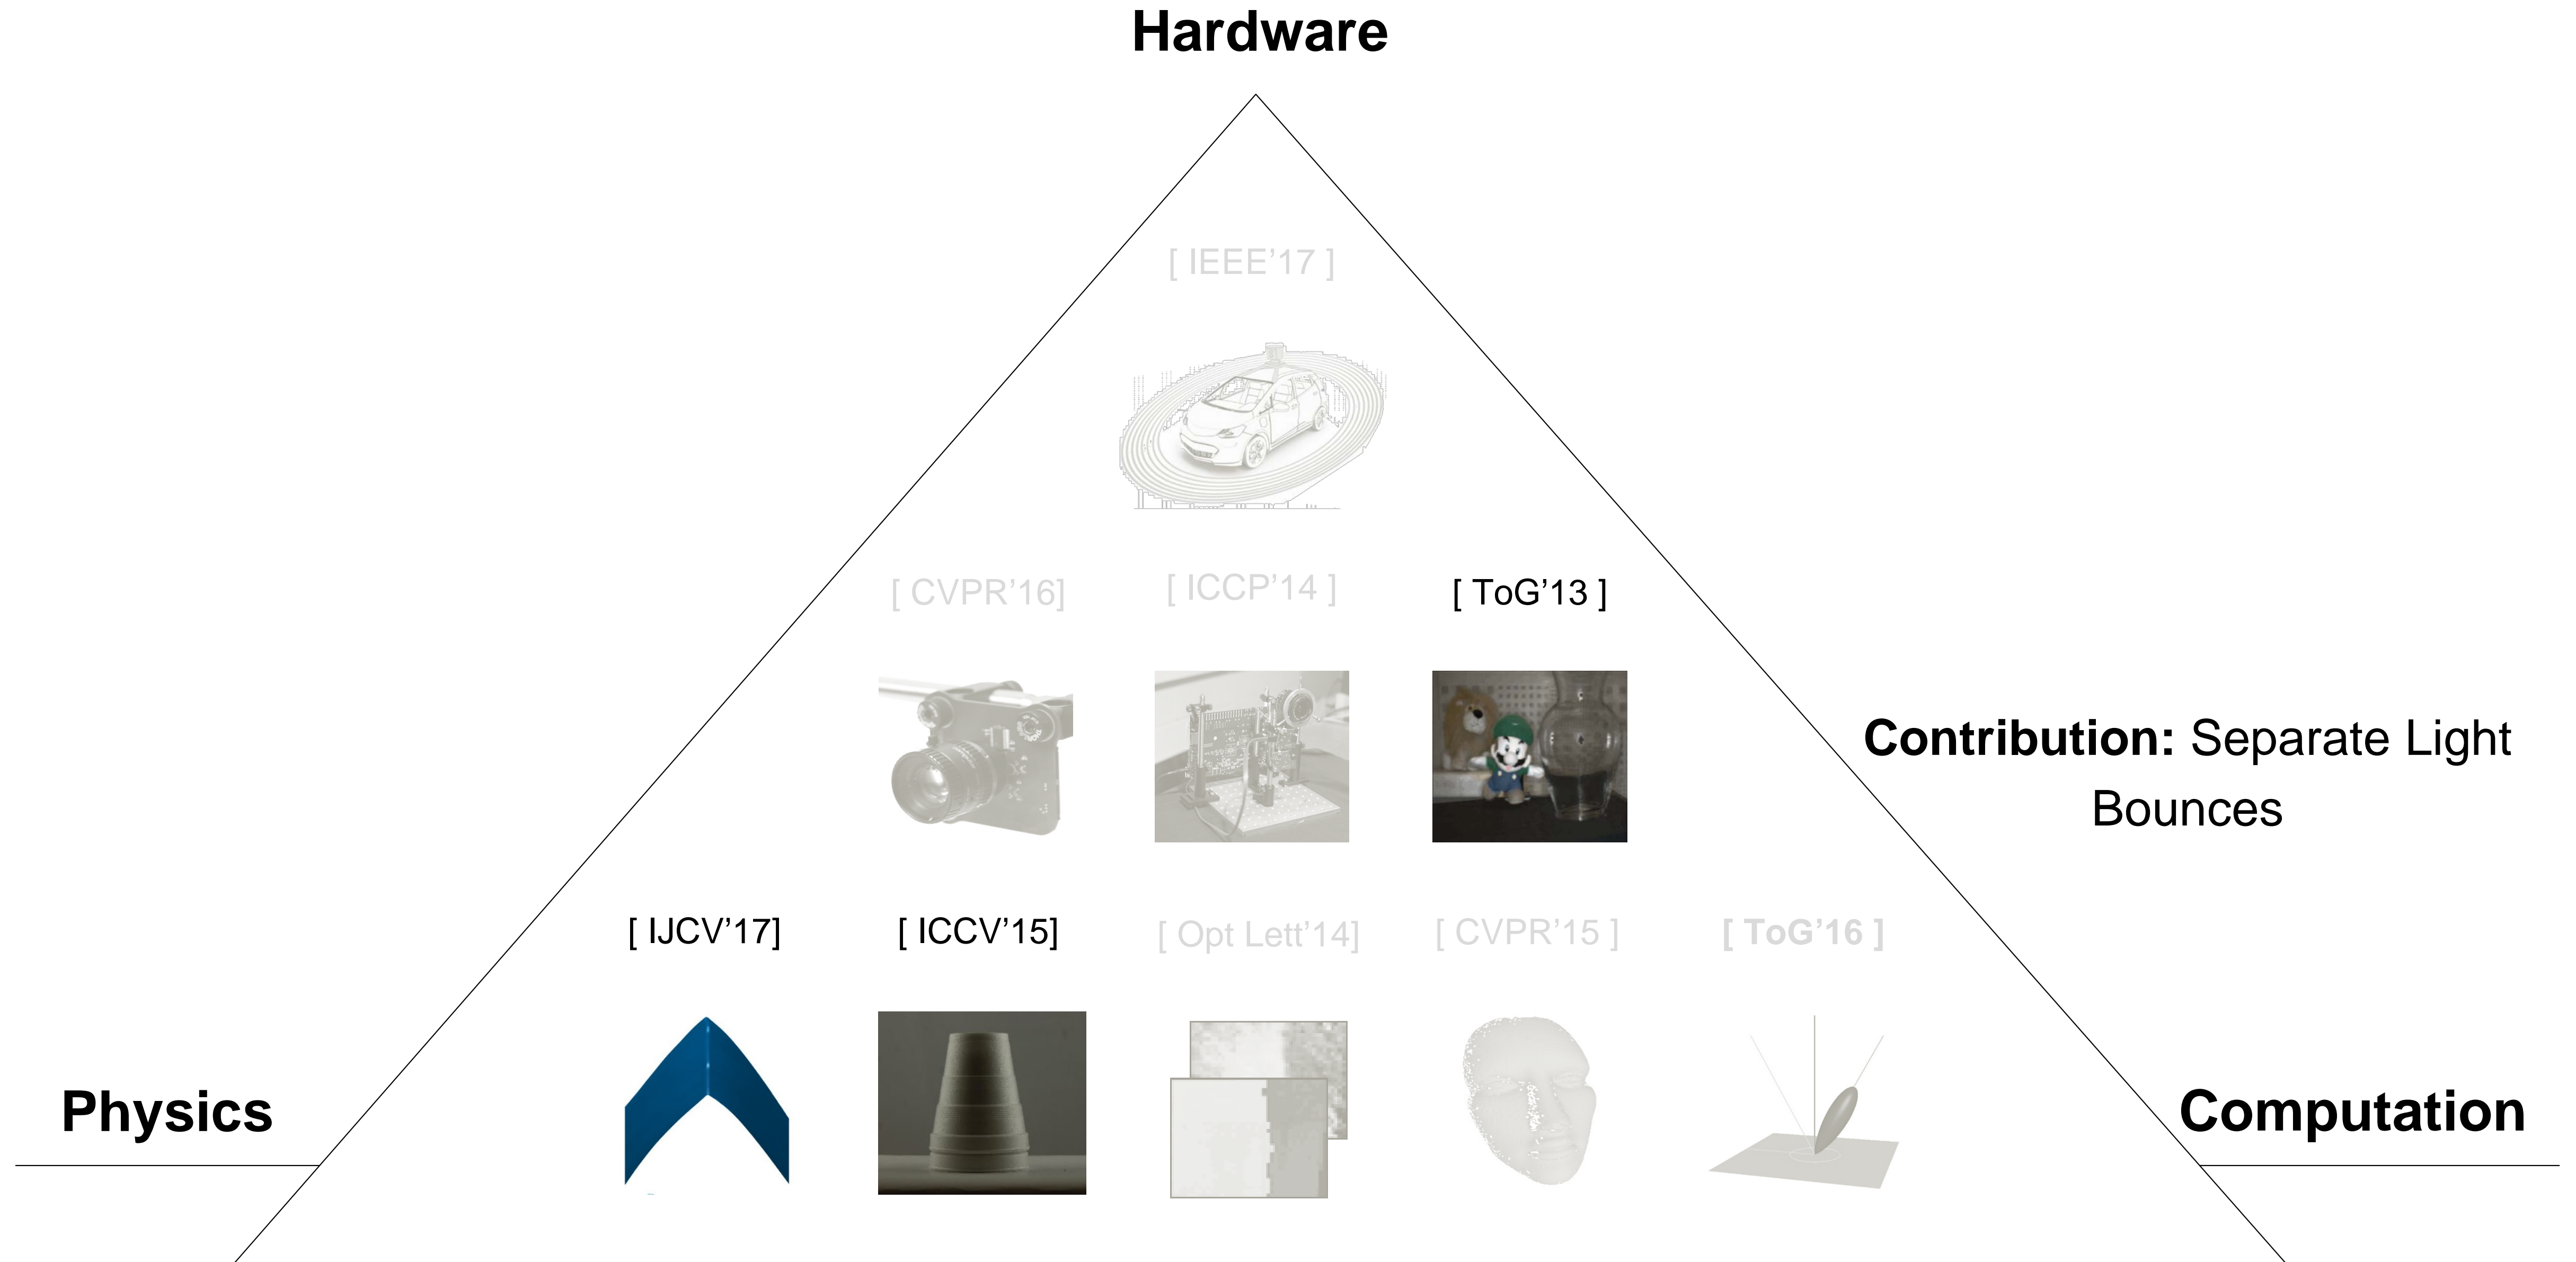 Hardware
[ IEEE’17 ]
[ CVPR’16]
[ ICCP’14 ]
[ ToG’13 ]
Contribution: Separate Light
Bounces
[ IJCV’17]
[ ICCV’15]
[ Opt Lett’14]
[ CVPR’15 ]
[ ToG’16 ]
Physics
Computation